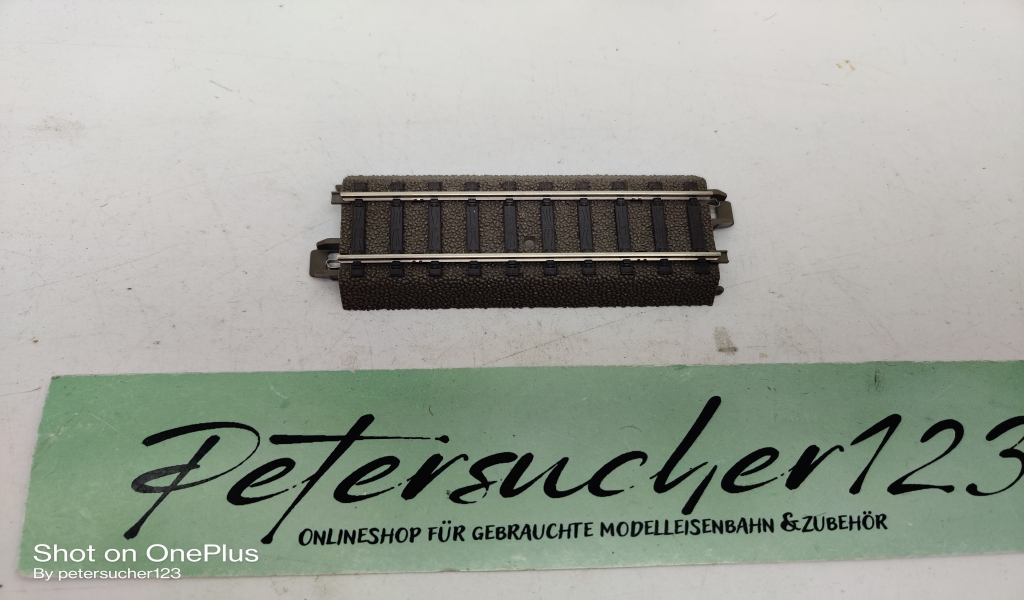 Petersucher123
ONLINESHOP FÜR GEBRAUCHTE MODELLEISENBAHN & ZUBEHÖR
Shot on OnePlus
By petersucher123